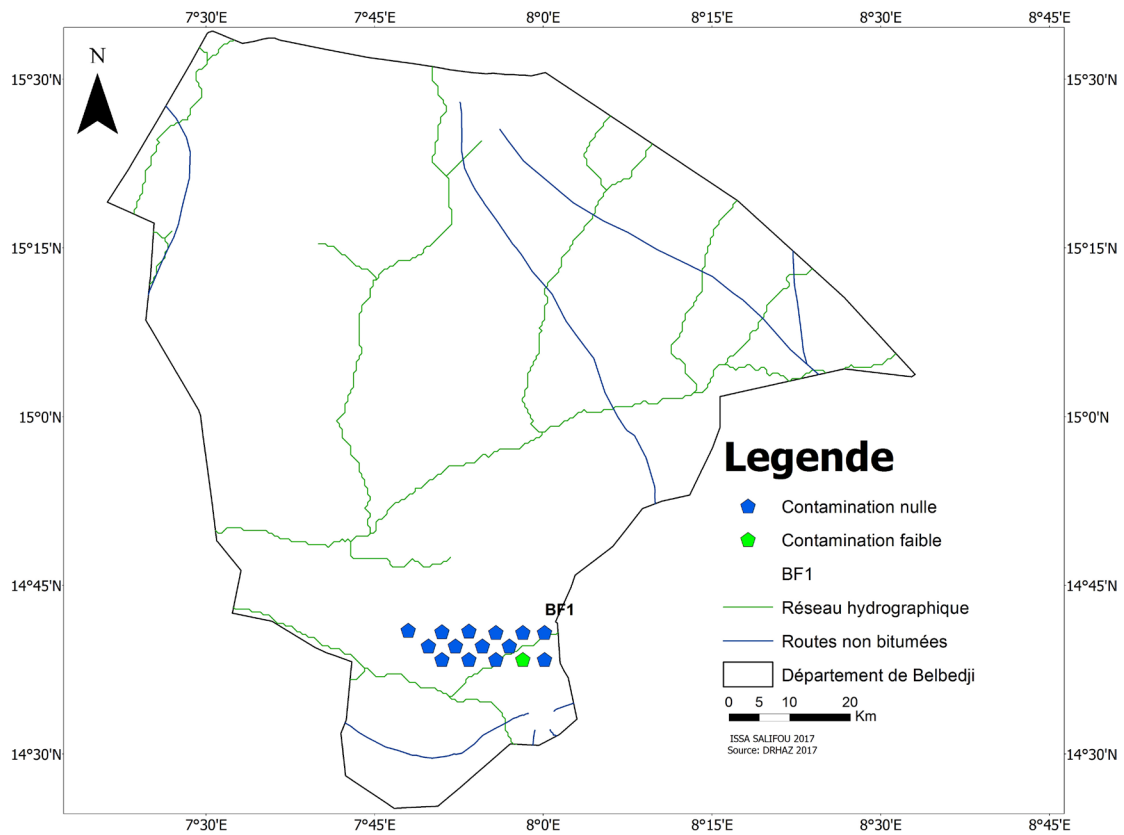 7°30'E 7°45'E 8°0'E 8°15'E 8°30'E 8°45'E
N
15°30'N 15°30'N
15°15'N 15°15'N
15°0'N 15°0'N
Legende
Contamination nulle
Contamination faible
BF1
14°45'N 14°45'N
BF1
Réseau hydrographique
Routes non bitumées
Département de Belbedji
0 5 10 20
Km
ISSA SALIFOU 2017
Source: DRHAZ 2017
14°30'N 14°30'N
7°30'E 7°45'E 8°0'E 8°15'E 8°30'E 8°45'E